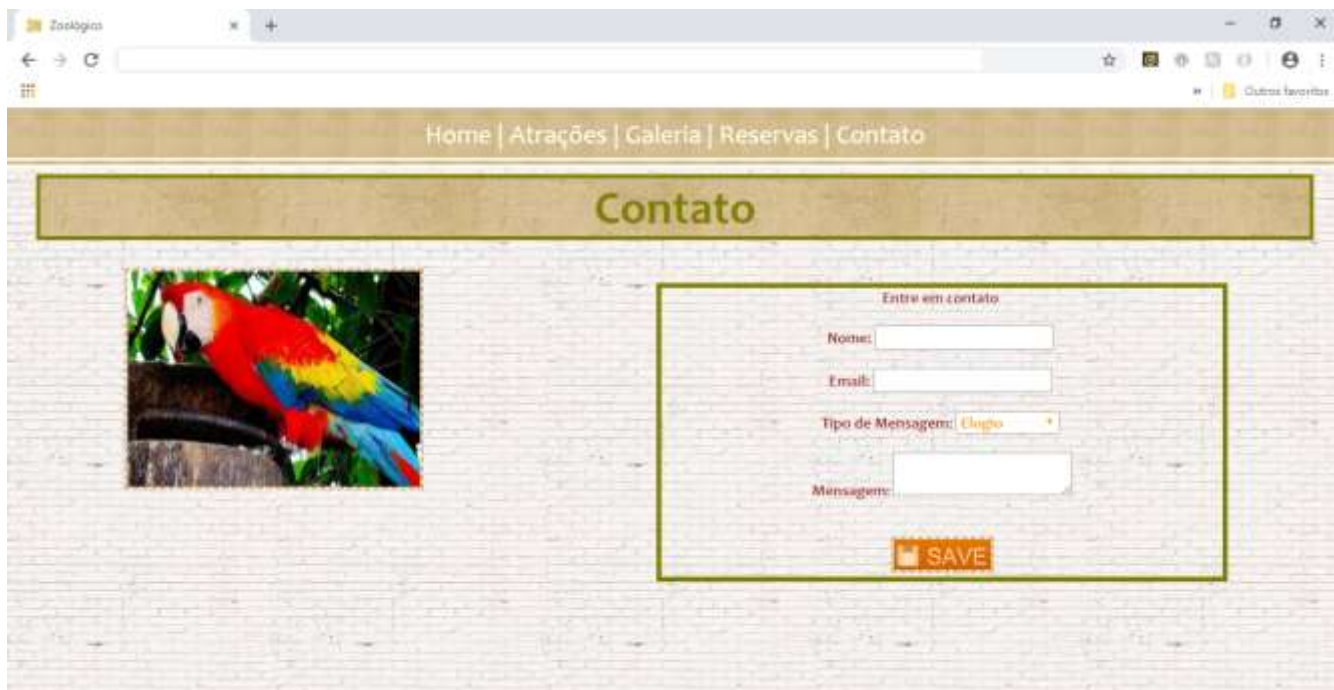 Zoológico
Outros favoritos
Home | Atrações | Galeria | Reservas | Contato
Contato
Entre em contato
Nome:
Email:
Tipo de Mensagem: Elogio
Mensagem:
SAVE